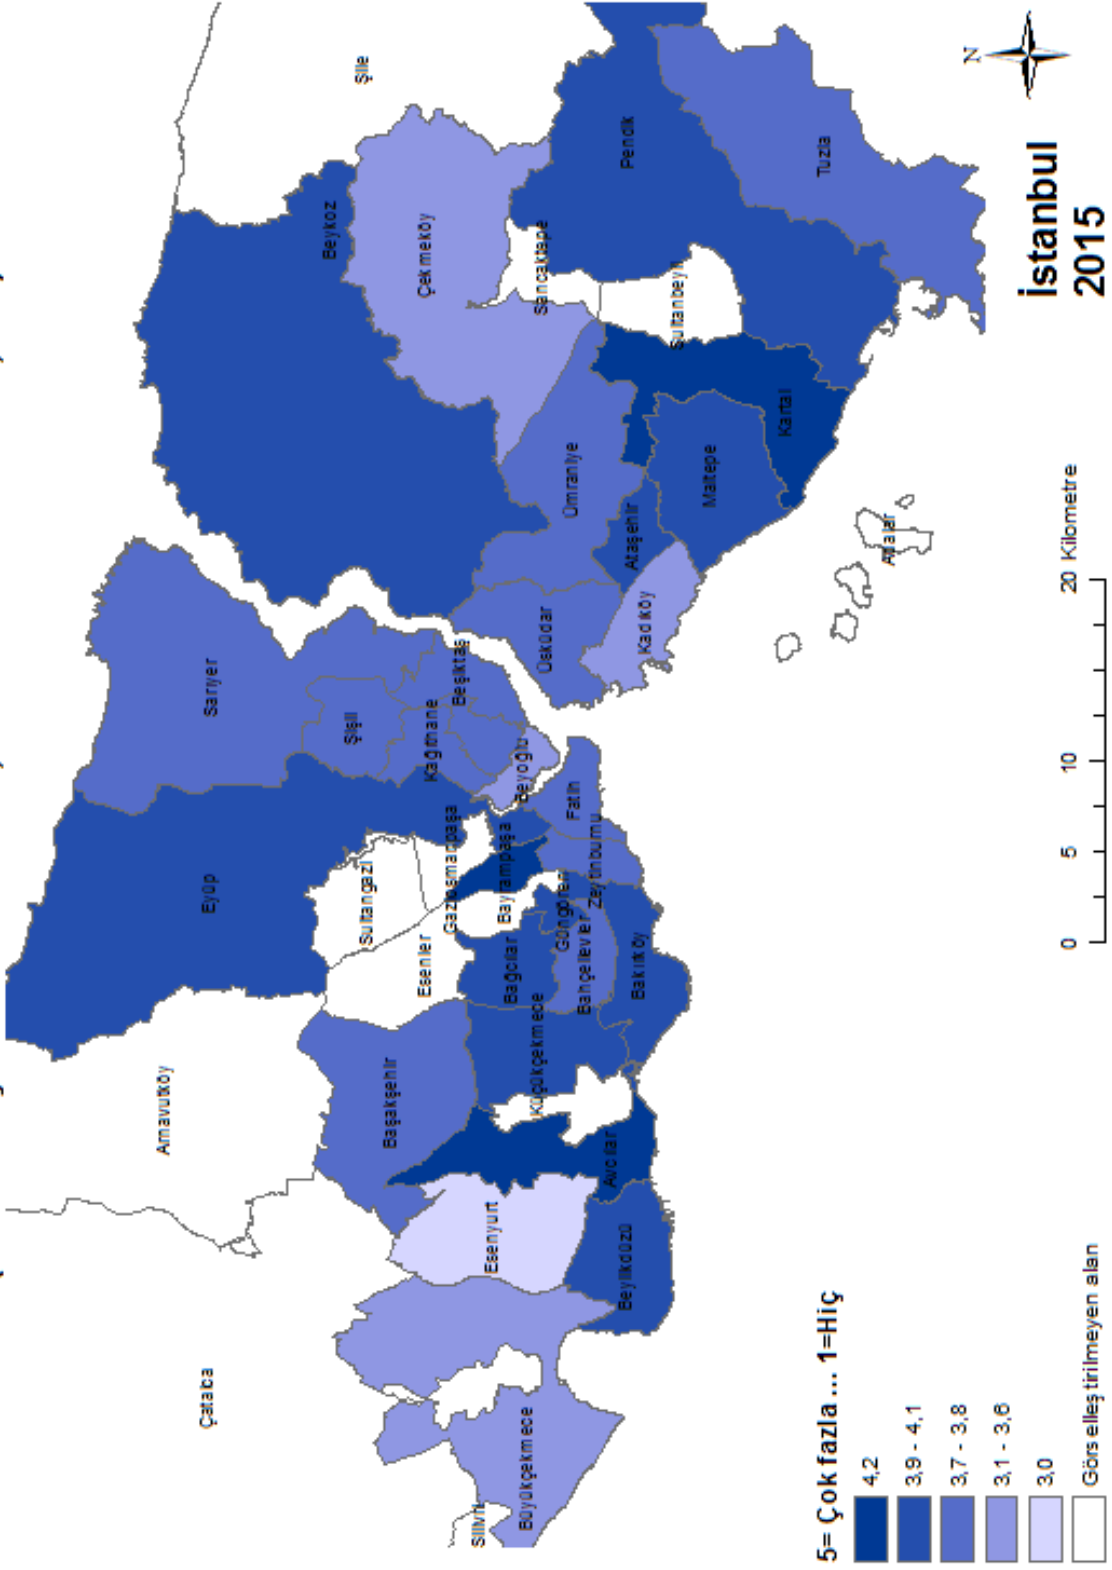 Şile
Beykoz
Çekmeköy
Sancaktepe
Pendik
Tuzla
Sultanbeyli
Sarıyer
Ümraniye
Kartal
Maltepe
Ataşehir
Üsküdar
Kadıköy
Adalar
Şişli
Beşiktaş
Kağıthane
Beyoğlu
Fatih
Eyüp
Sultangazi
Gaziosmanpaşa
Bayrampaşa
Zeytinburnu
Esenler
Güngören
Bağcılar
Bahçelievler
Bakırköy
Arnavutköy
Başakşehir
Küçükçekmece
Avcılar
Esenyurt
Beylikdüzü
Çatalca
Büyükçekmece
Silivri
N
İstanbul
2015
0 5 10 20 Kilometre
5= Çok fazla ... 1=Hiç
4,2
3,9 - 4,1
3,7 - 3,8
3,1 - 3,6
3,0
Görselleştirilmeyen alan